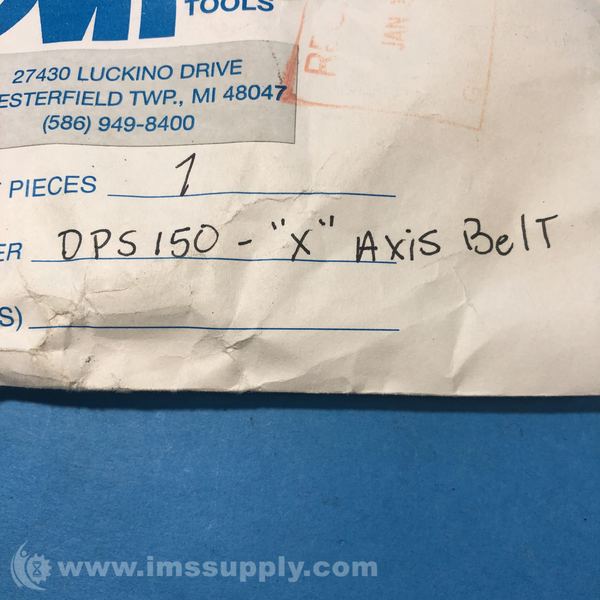 TOOLS
27430 LUCKINO DRIVE
ESTERFIELD TWP., MI 48047
(586) 949-8400
JAN
PIECES 1
ER DPS150 - "X" Axis BelT
S)
www.imssupply.com